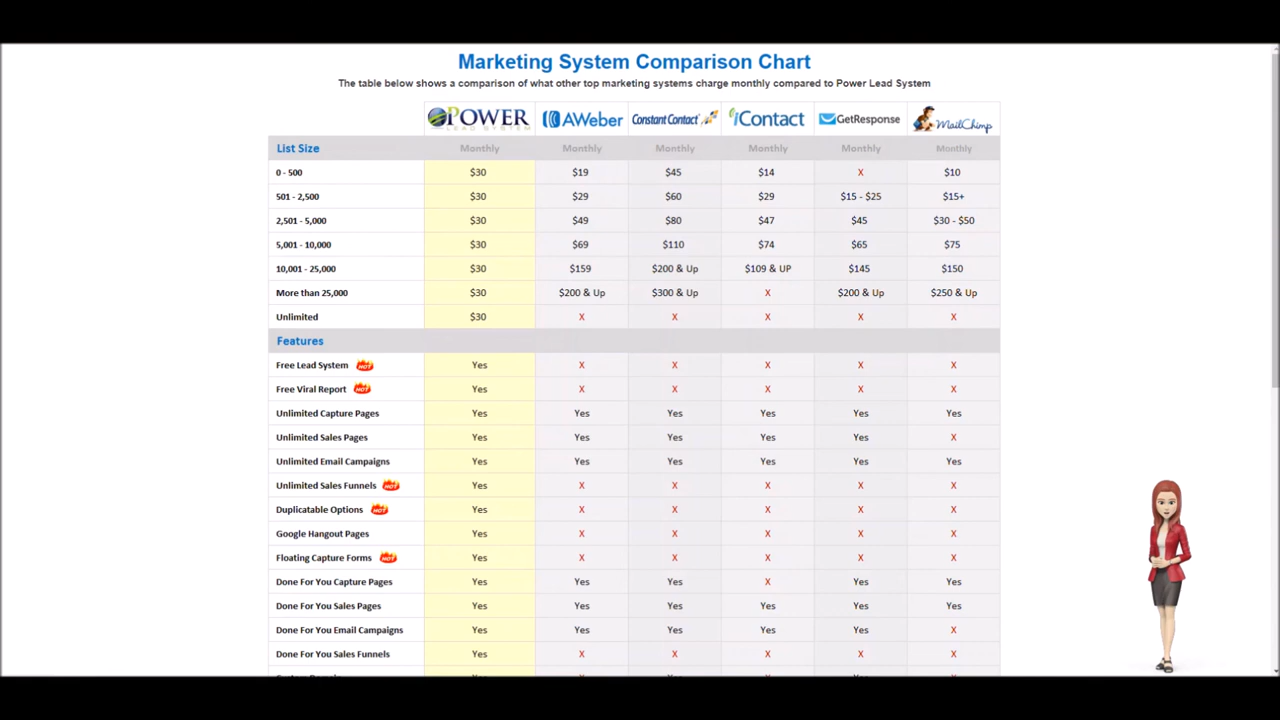 Marketing System Comparison Chart
The table below shows a comparison of what other top marketing systems charge monthly compared to Power Lead System
POWER LEAD SYSTEM AWeber Constant Contact iContact GetResponse MailChimp
List Size Monthly Monthly Monthly Monthly Monthly Monthly
0 - 500 $30 $19 $45 $14 X $10
501 - 2,500 $30 $29 $60 $29 $15 - $25 $15+
2,501 - 5,000 $30 $49 $80 $47 $45 $30 - $50
5,001 - 10,000 $30 $69 $110 $74 $65 $75
10,001 - 25,000 $30 $159 $200 & Up $109 & UP $145 $150
More than 25,000 $30 $200 & Up $300 & Up X $200 & Up $250 & Up
Unlimited $30 X X X X X
Features
Free Lead System HOT Yes X X X X X
Free Viral Report HOT Yes X X X X X
Unlimited Capture Pages Yes Yes Yes Yes Yes Yes
Unlimited Sales Pages Yes Yes Yes Yes Yes X
Unlimited Email Campaigns Yes Yes Yes Yes Yes Yes
Unlimited Sales Funnels HOT Yes X X X X X
Duplicatable Options HOT Yes X X X X X
Google Hangout Pages Yes X X X X X
Floating Capture Forms HOT Yes X X X X X
Done For You Capture Pages Yes Yes Yes X Yes Yes
Done For You Sales Pages Yes Yes Yes Yes Yes Yes
Done For You Email Campaigns Yes Yes Yes Yes Yes X
Done For You Sales Funnels Yes X X X X X